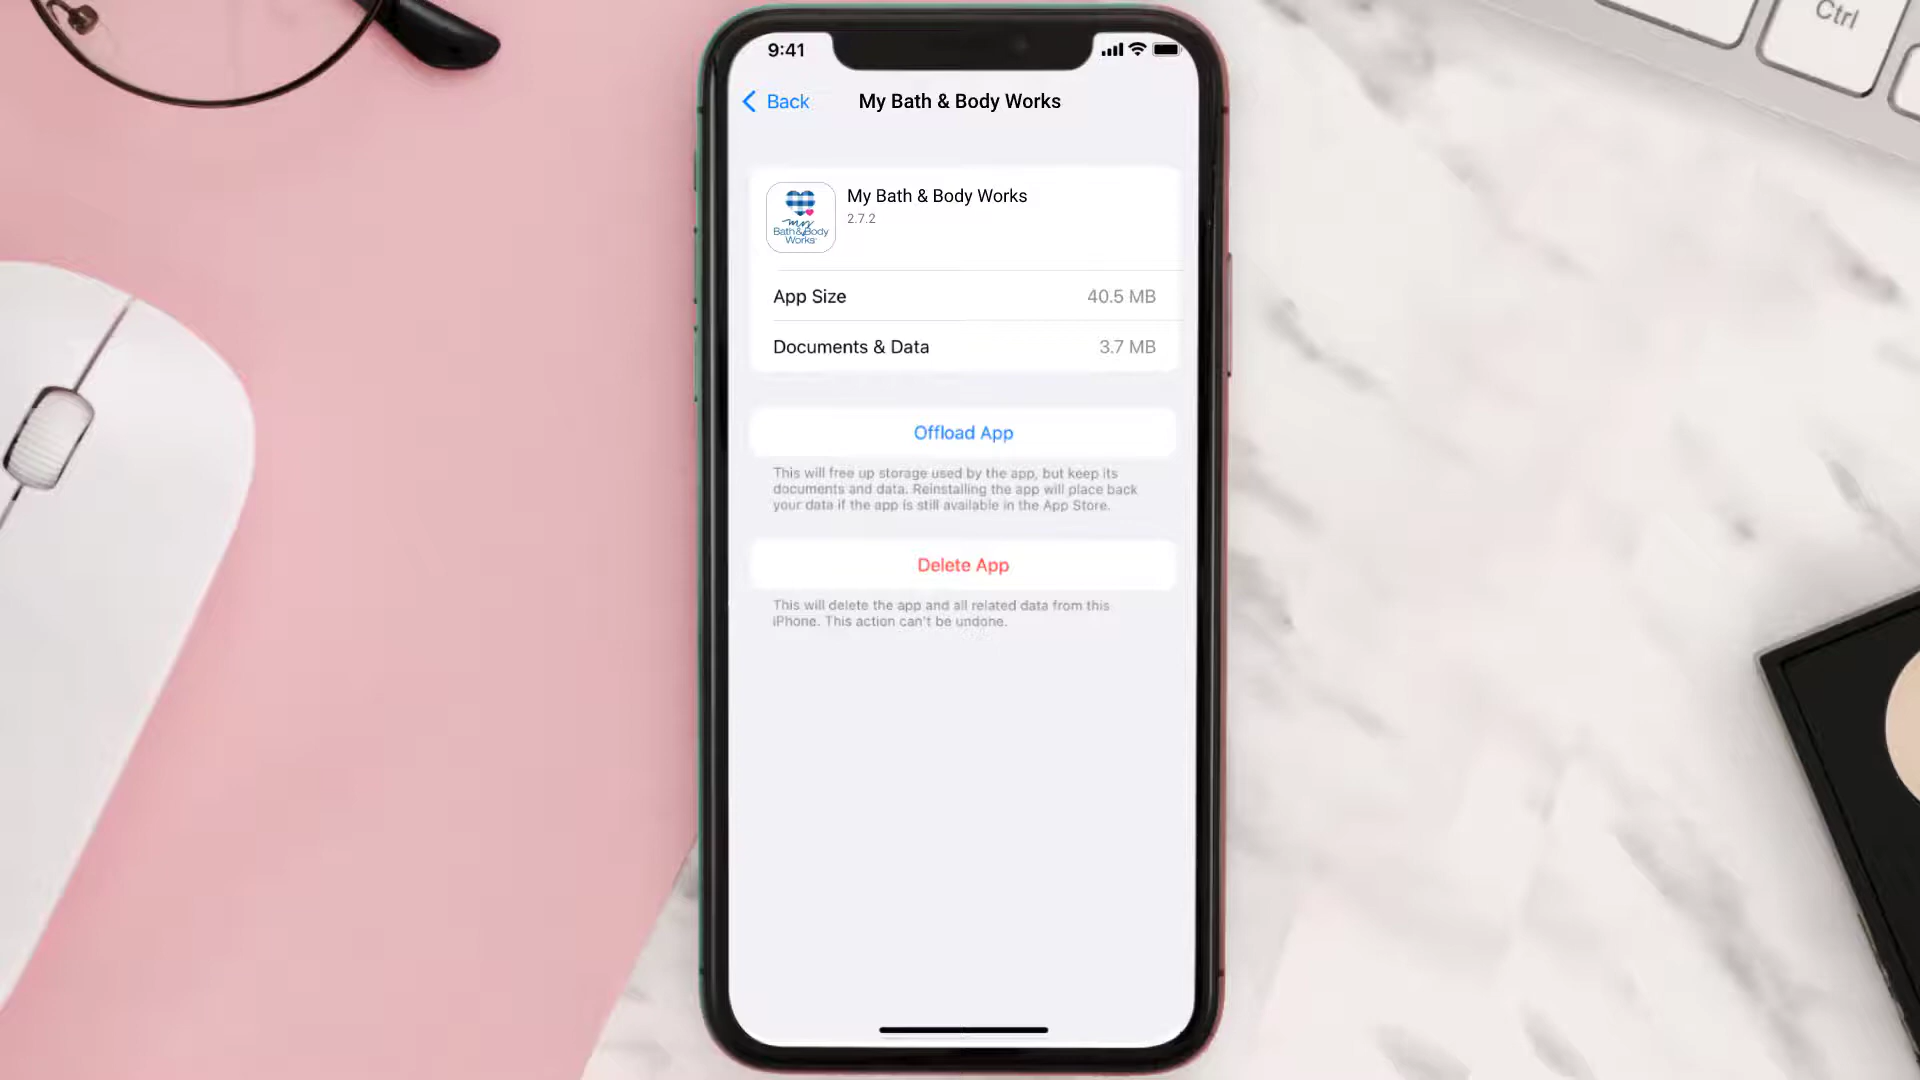 Ctrl
9:41
Back
My Bath & Body Works
My Bath & Body Works
2.7.2
my
Bath & Body
Works
App Size 40.5 MB
Documents & Data 3.7 MB
Offload App
This will free up storage used by the app, but keep its
documents and data. Reinstalling the app will place back
your data if the app is still available in the App Store.
Delete App
This will delete the app and all related data from this
iPhone. This action can't be undone.